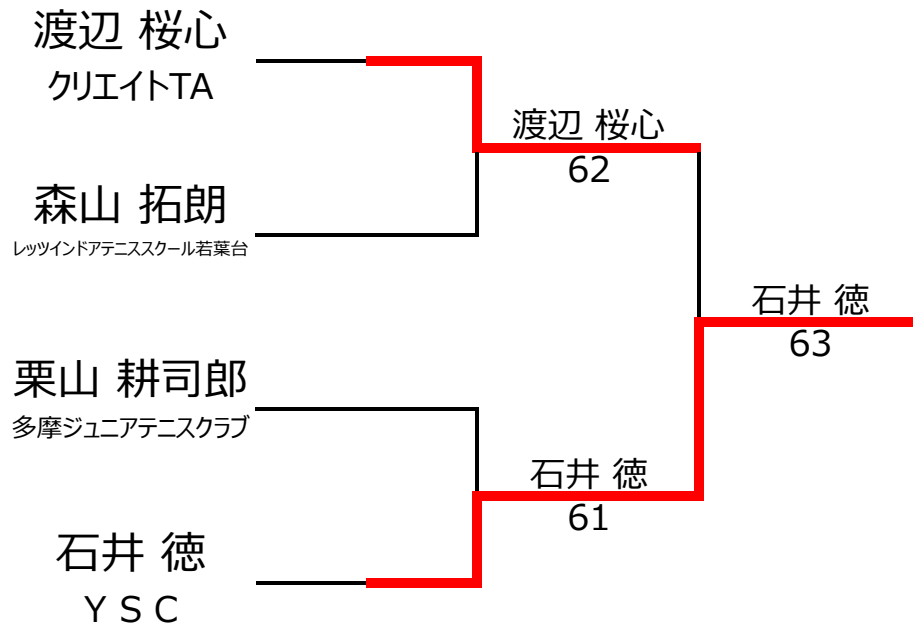 渡辺 桜心
クリエイトTA
渡辺 桜心
62
森山 拓朗
レッツインドアテニススクール若葉台
石井 徳
63
栗山 耕司郎
多摩ジュニアテニスクラブ
石井 徳
61
石井 徳
Y S C